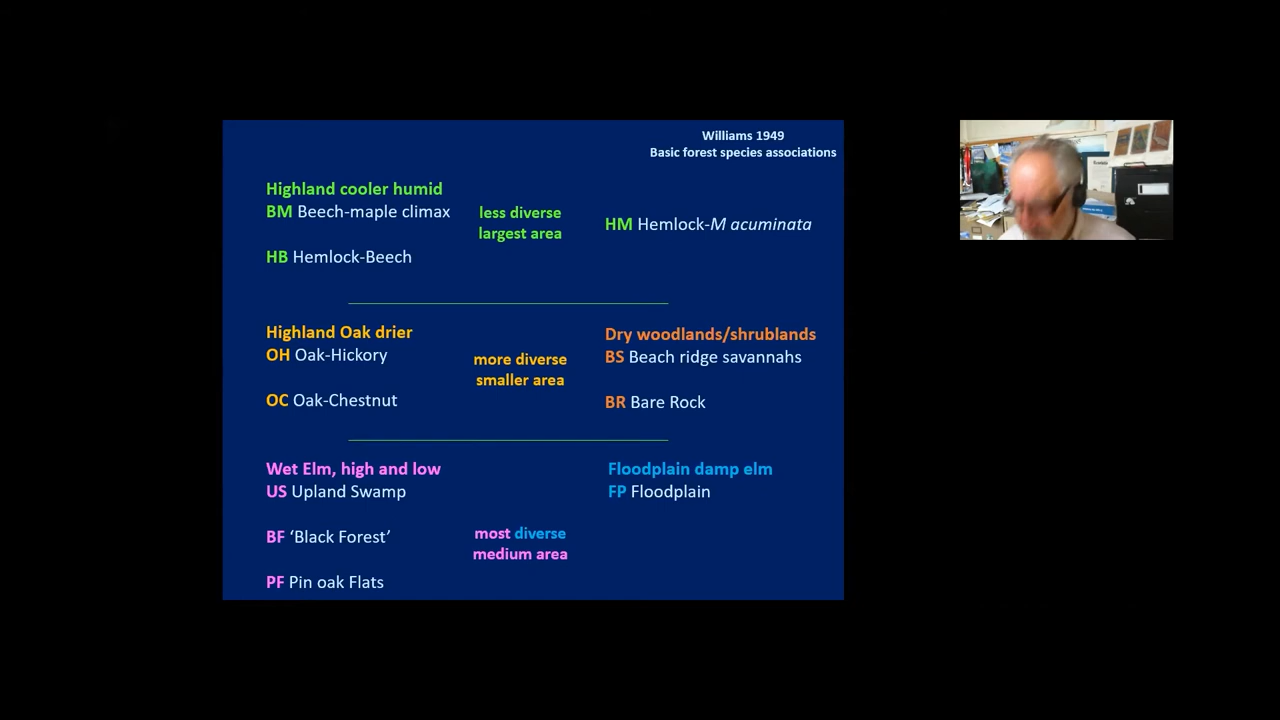 Williams 1949
Basic forest species associations
Highland cooler humid
BM Beech-maple climax
HB Hemlock-Beech
less diverse
largest area
HM Hemlock-M acuminata
Highland Oak drier
OH Oak-Hickory
OC Oak-Chestnut
more diverse
smaller area
Dry woodlands/shrublands
BS Beach ridge savannahs
BR Bare Rock
Wet Elm, high and low
US Upland Swamp
BF ‘Black Forest’
PF Pin oak Flats
most diverse
medium area
Floodplain damp elm
FP Floodplain